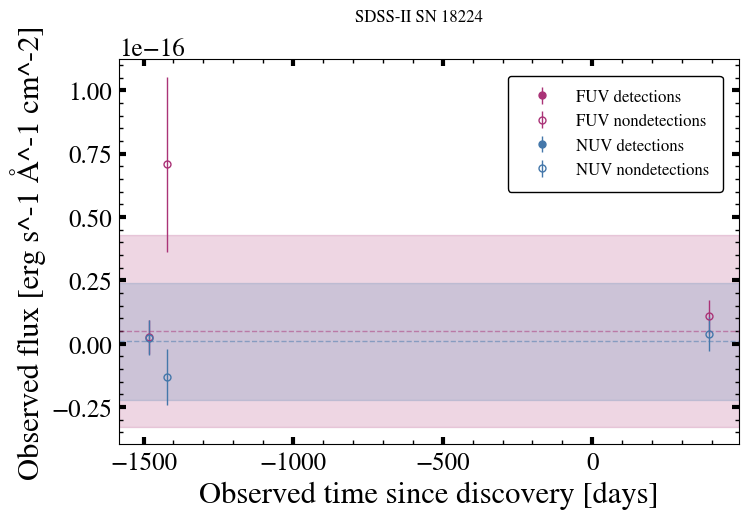 SDSS-II SN 18224
1e−16
1.00
0.75
0.50
0.25
0.00
−0.25
−1500
−1000
−500
0
Observed time since discovery [days]
Observed flux [erg s^-1 Å^-1 cm^-2]
FUV detections
FUV nondetections
NUV detections
NUV nondetections